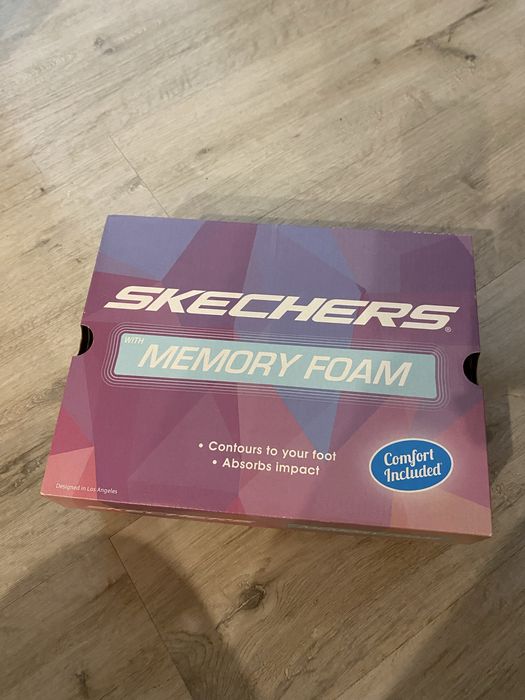 SKECHERS®
WITH
MEMORY FOAM
• Contours to your foot
• Absorbs impact
Comfort
Included
Designed in Los Angeles